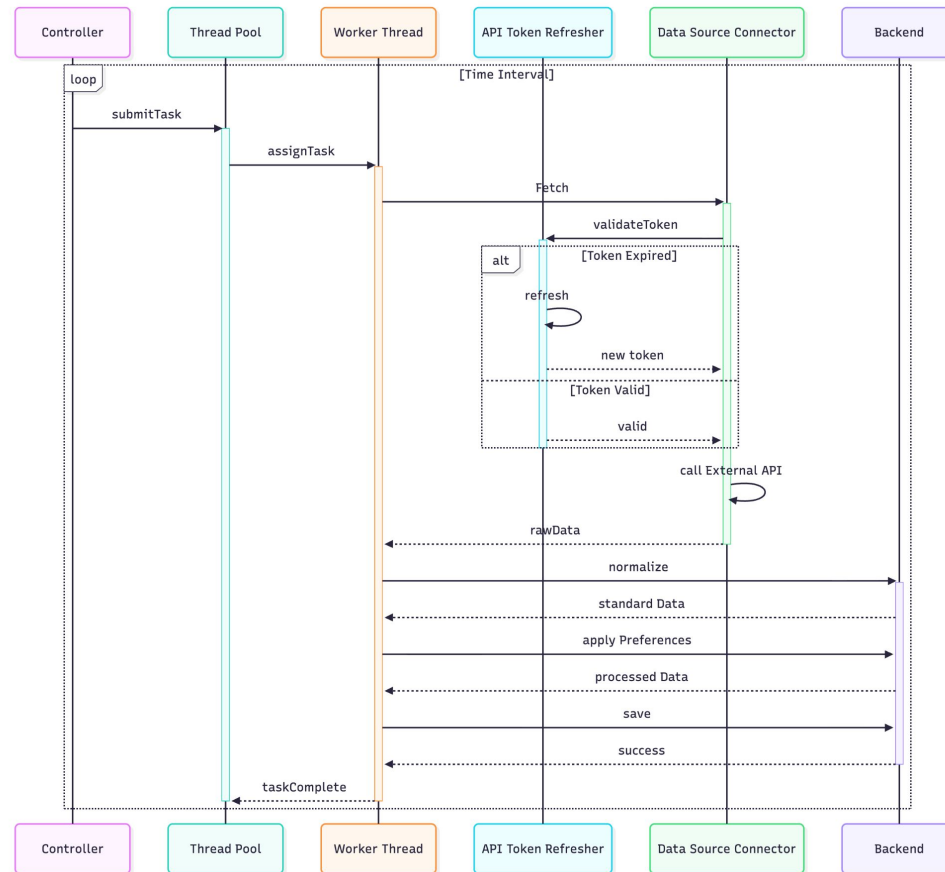 Controller
Thread Pool
Worker Thread
API Token Refresher
Data Source Connector
Backend
loop
[Time Interval]
submitTask
assignTask
Fetch
validateToken
alt
[Token Expired]
refresh
new token
[Token Valid]
valid
call External API
rawData
normalize
standard Data
apply Preferences
processed Data
save
success
taskComplete
Controller
Thread Pool
Worker Thread
API Token Refresher
Data Source Connector
Backend